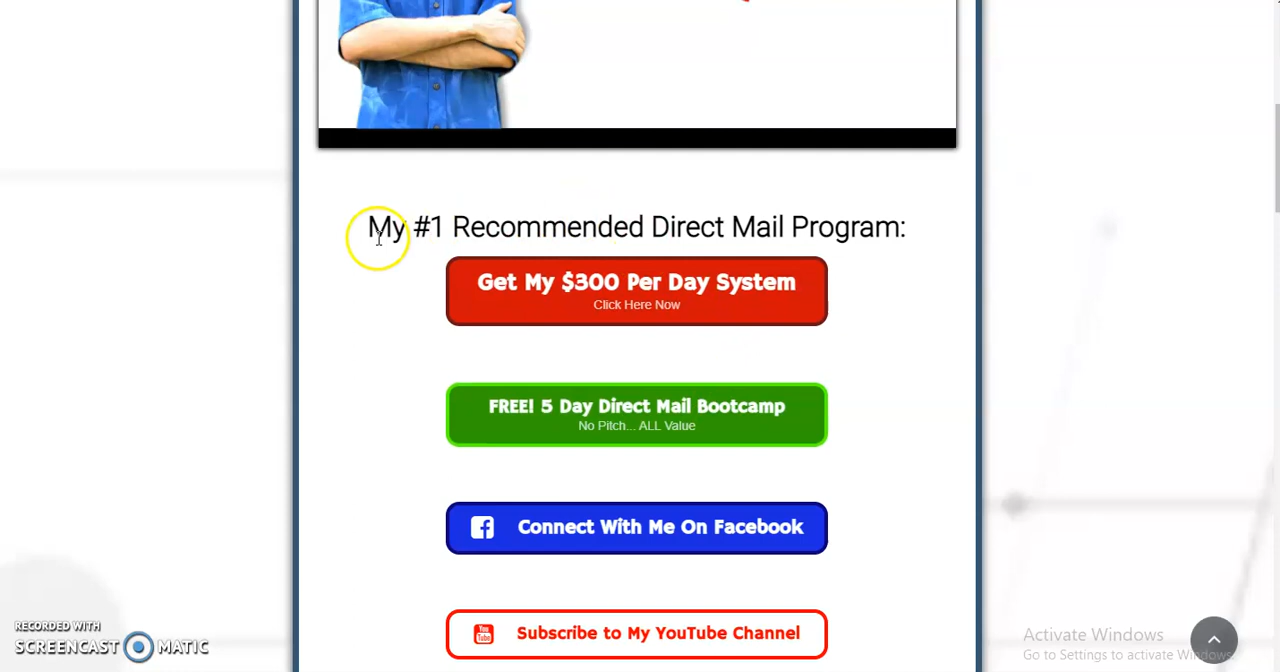 My #1 Recommended Direct Mail Program:
Get My $300 Per Day System
Click Here Now
FREE! 5 Day Direct Mail Bootcamp
No Pitch... ALL Value
Connect With Me On Facebook
You
Tube
Subscribe to My YouTube Channel
RECORDED WITH
SCREENCAST MATIC
Activate Windows
Go to Settings to activate Windows.